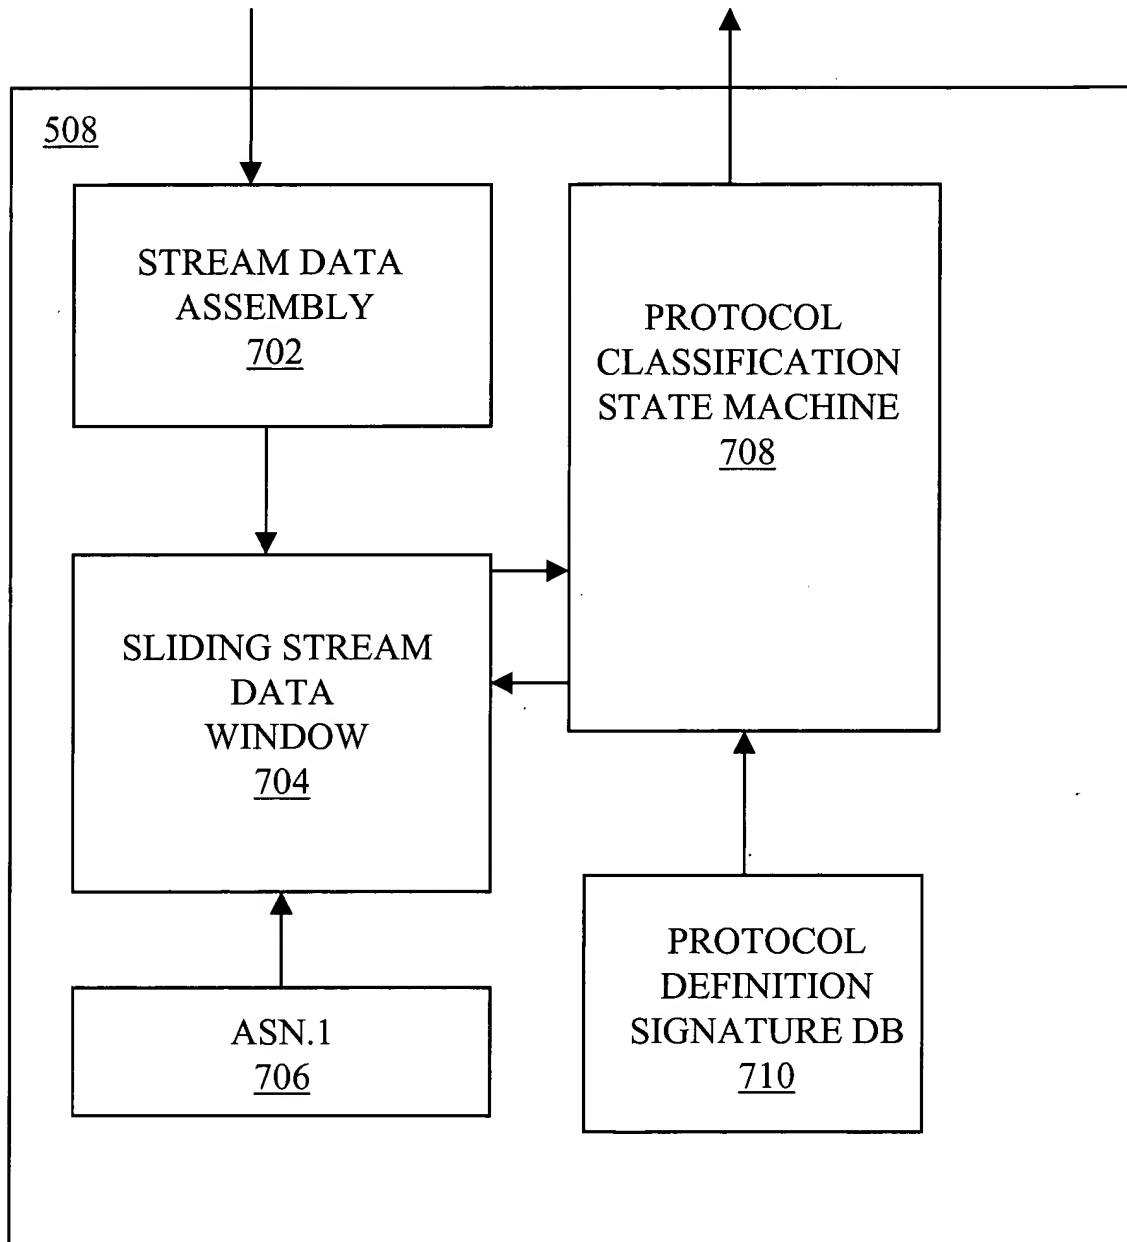 508
STREAM DATA
ASSEMBLY
702
PROTOCOL
CLASSIFICATION
STATE MACHINE
708
SLIDING STREAM
DATA
WINDOW
704
ASN.1
706
PROTOCOL
DEFINITION
SIGNATURE DB
710